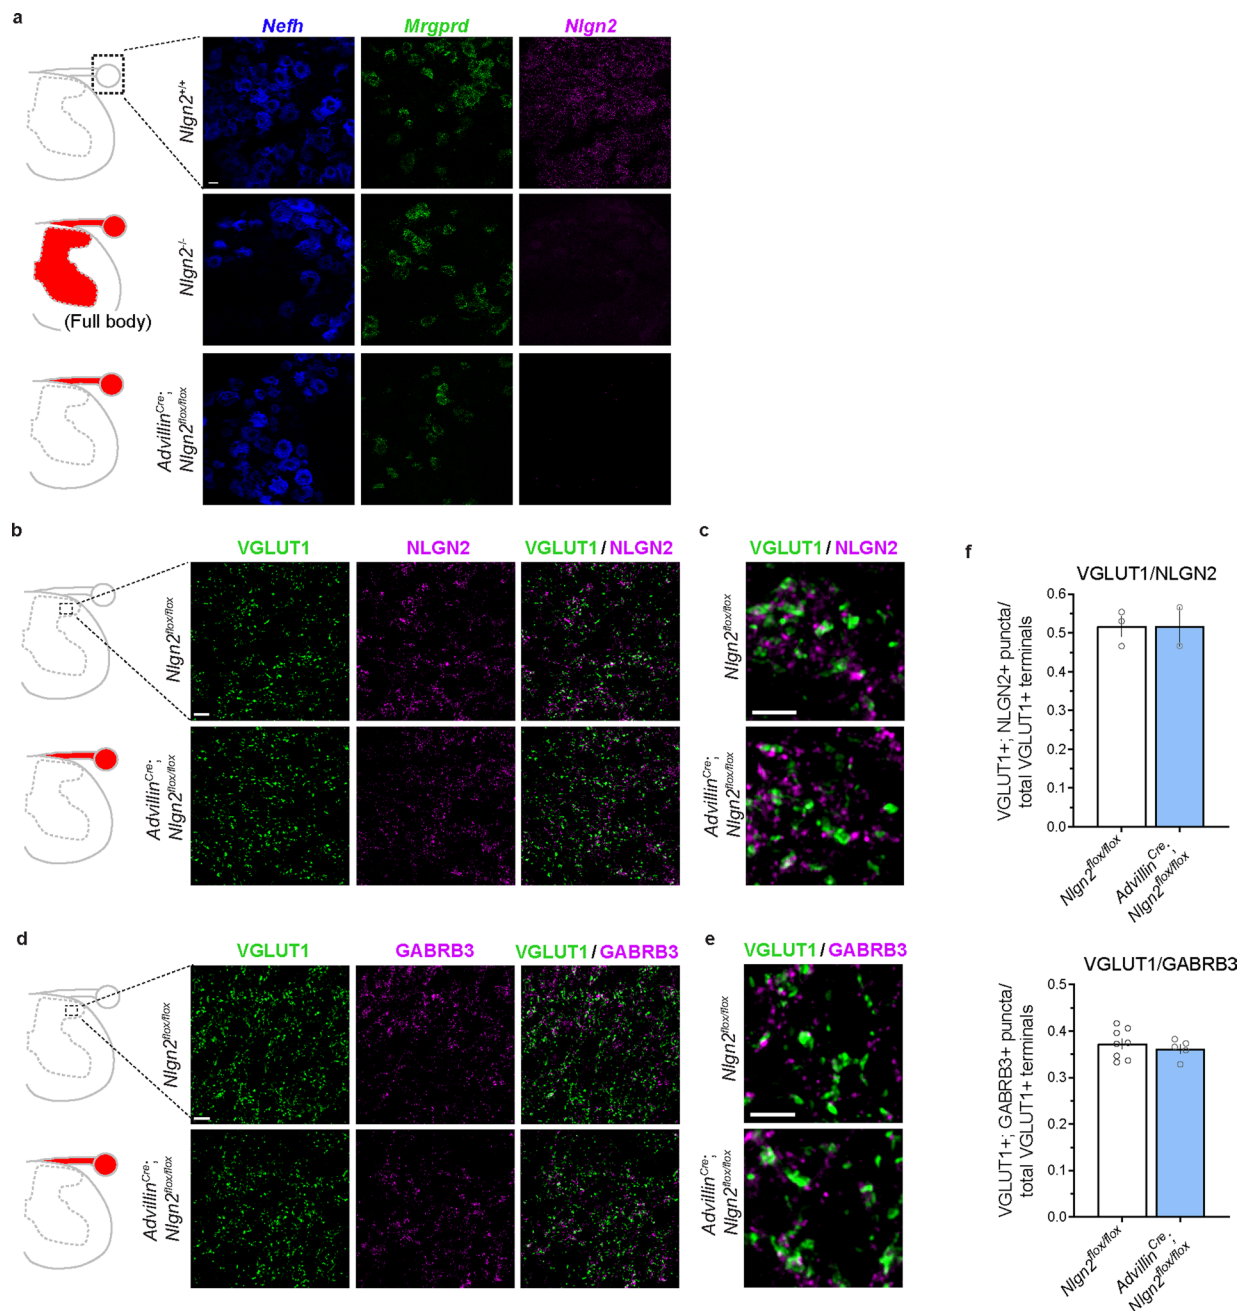 a
Nefh
Mrgprd
Nlgn2
Nlgn2+/+
Nlgn2-/-
(Full body)
AdvillinCre;
Nlgn2flox/flox
b
VGLUT1
NLGN2
VGLUT1/NLGN2
Nlgn2flox/flox
AdvillinCre;
Nlgn2flox/flox
c
VGLUT1/NLGN2
Nlgn2flox/flox
AdvillinCre;
Nlgn2flox/flox
d
VGLUT1
GABRB3
VGLUT1/GABRB3
Nlgn2flox/flox
AdvillinCre;
Nlgn2flox/flox
e
VGLUT1/GABRB3
Nlgn2flox/flox
AdvillinCre;
Nlgn2flox/flox
f
VGLUT1/NLGN2
VGLUT1+; NLGN2+ puncta/
total VGLUT1+ terminals
0.6
0.5
0.4
0.3
0.2
0.1
0.0
Nlgn2flox/flox
AdvillinCre;
Nlgn2flox/flox
VGLUT1/GABRB3
VGLUT1+; GABRB3+ puncta/
total VGLUT1+ terminals
0.5
0.4
0.3
0.2
0.1
0.0
Nlgn2flox/flox
AdvillinCre;
Nlgn2flox/flox